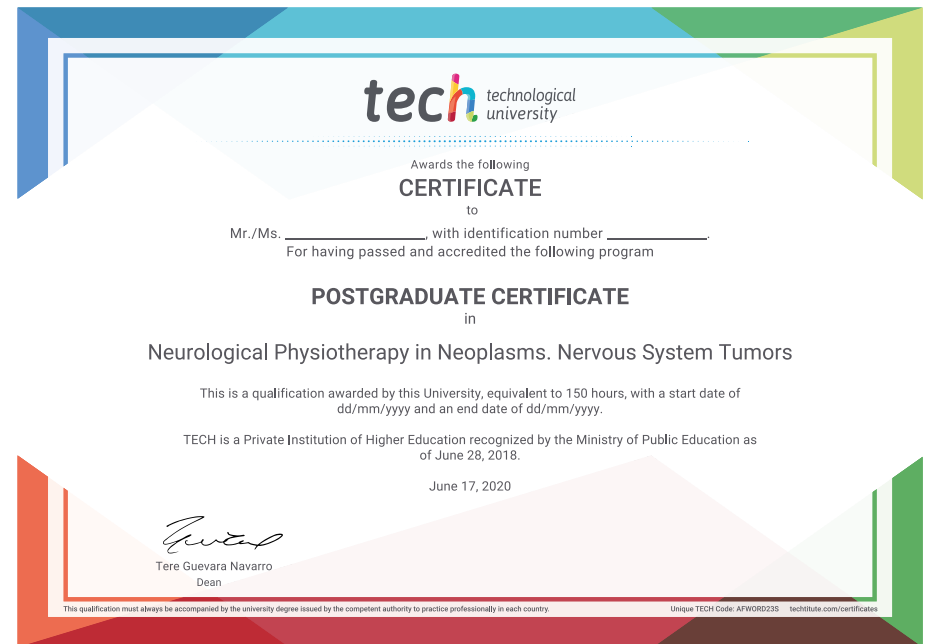 tech technological
university
Awards the following
CERTIFICATE
to
Mr./Ms. ____________________, with identification number ______________.
For having passed and accredited the following program
POSTGRADUATE CERTIFICATE
in
Neurological Physiotherapy in Neoplasms. Nervous System Tumors
This is a qualification awarded by this University, equivalent to 150 hours, with a start date of
dd/mm/yyyy and an end date of dd/mm/yyyy.
TECH is a Private Institution of Higher Education recognized by the Ministry of Public Education as
of June 28, 2018.
June 17, 2020
Tere Guevara Navarro
Dean
This qualification must always be accompanied by the university degree issued by the competent authority to practice professionally in each country.
Unique TECH Code: AFWORD23S techtitute.com/certificates